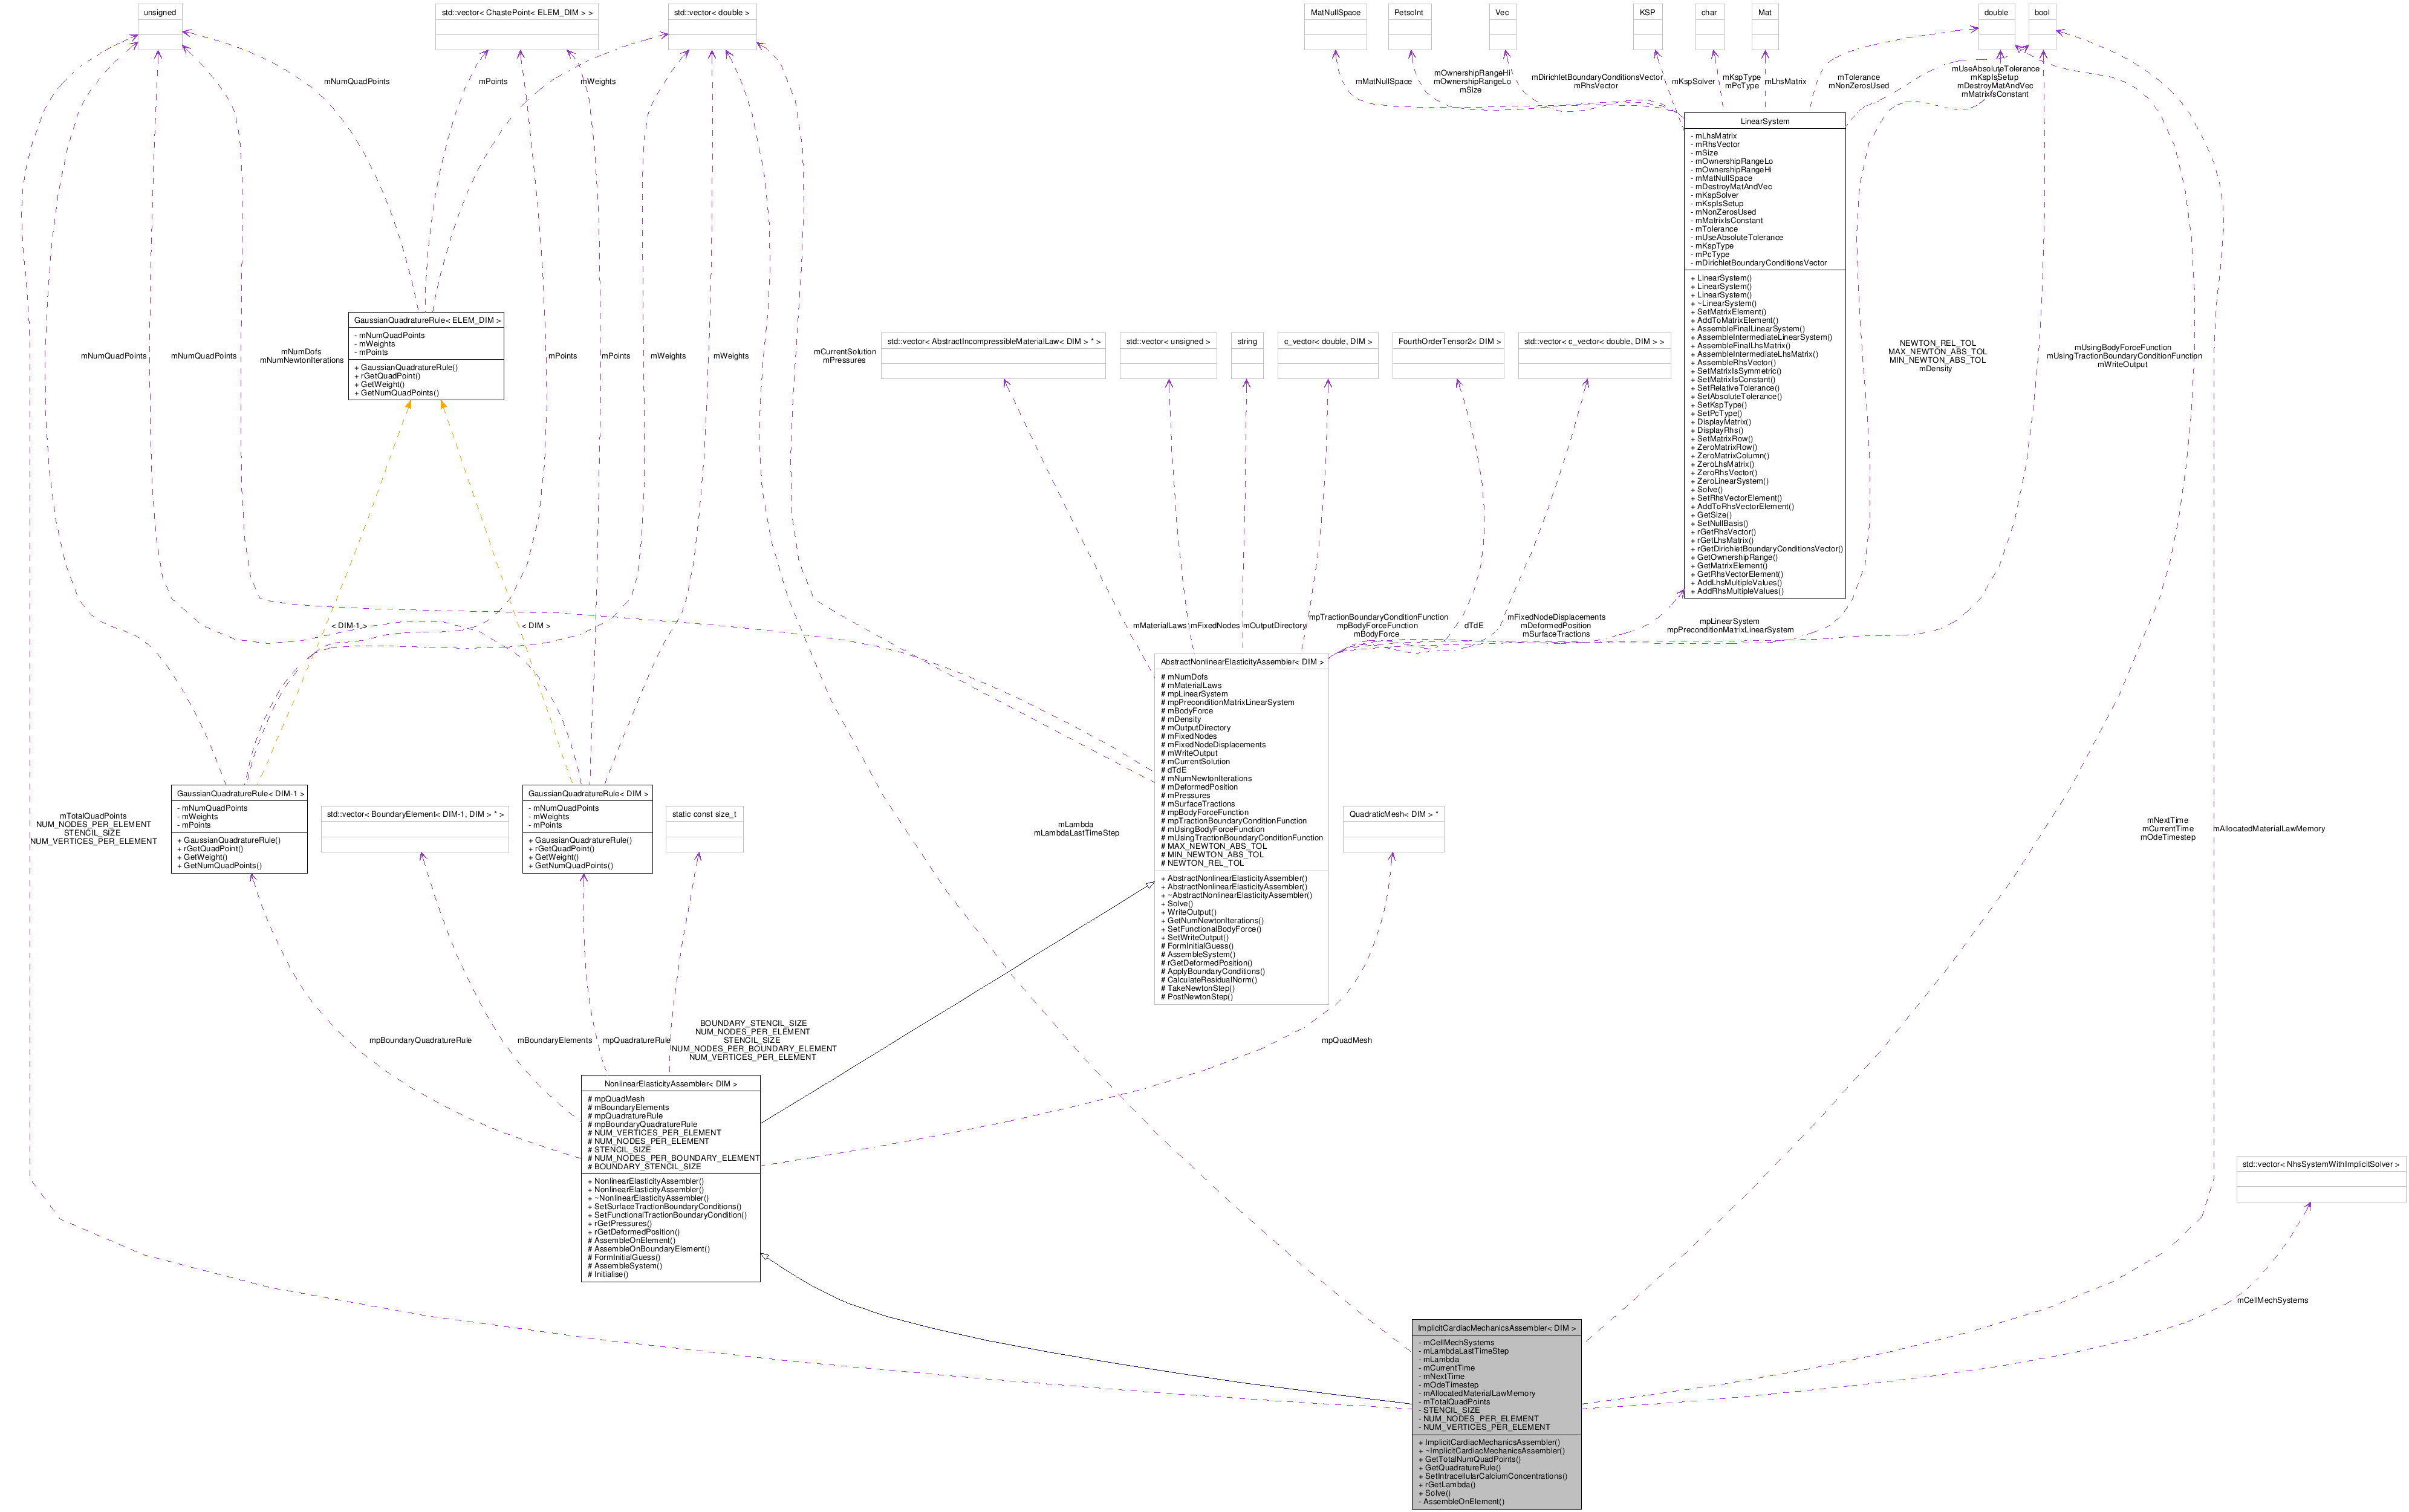 unsigned
std::vector< ChastePoint< ELEM_DIM > >
std::vector< double >
MatNullSpace
PetscInt
Vec
KSP
char
Mat
double
bool
mNumQuadPoints
mPoints
mWeights
mMatNullSpace
mOwnershipRangeHi
mOwnershipRangeLo
mSize
mDirichletBoundaryConditionsVector
mRhsVector
mKspSolver
mKspType
mPcType
mLhsMatrix
mTolerance
mNonZerosUsed
mUseAbsoluteTolerance
mKspIsSetup
mDestroyMatAndVec
mMatrixIsConstant
LinearSystem
- mLhsMatrix
- mRhsVector
- mSize
- mOwnershipRangeLo
- mOwnershipRangeHi
- mMatNullSpace
- mDestroyMatAndVec
- mKspSolver
- mKspIsSetup
- mNonZerosUsed
- mMatrixIsConstant
- mTolerance
- mUseAbsoluteTolerance
- mKspType
- mPcType
- mDirichletBoundaryConditionsVector
+ LinearSystem()
+ LinearSystem()
+ LinearSystem()
+ ~LinearSystem()
+ SetMatrixElement()
+ AddToMatrixElement()
+ AssembleFinalLinearSystem()
+ AssembleIntermediateLinearSystem()
+ AssembleFinalLhsMatrix()
+ AssembleIntermediateLhsMatrix()
+ AssembleRhsVector()
+ SetMatrixIsSymmetric()
+ SetMatrixIsConstant()
+ SetRelativeTolerance()
+ SetAbsoluteTolerance()
+ SetKspType()
+ SetPcType()
+ DisplayMatrix()
+ DisplayRhs()
+ SetMatrixRow()
+ ZeroMatrixRow()
+ ZeroMatrixColumn()
+ ZeroLhsMatrix()
+ ZeroRhsVector()
+ ZeroLinearSystem()
+ Solve()
+ SetRhsVectorElement()
+ AddToRhsVectorElement()
+ GetSize()
+ SetNullBasis()
+ rGetRhsVector()
+ rGetLhsMatrix()
+ rGetDirichletBoundaryConditionsVector()
+ GetOwnershipRange()
+ GetMatrixElement()
+ GetRhsVectorElement()
+ AddLhsMultipleValues()
+ AddRhsMultipleValues()
GaussianQuadratureRule< ELEM_DIM >
- mNumQuadPoints
- mWeights
- mPoints
+ GaussianQuadratureRule()
+ rGetQuadPoint()
+ GetWeight()
+ GetNumQuadPoints()
mNumQuadPoints
mNumQuadPoints
mNumDofs
mNumNewtonIterations
mPoints
mPoints
mWeights
mWeights
mCurrentSolution
mPressures
std::vector< AbstractIncompressibleMaterialLaw< DIM > * >
std::vector< unsigned >
string
c_vector< double, DIM >
FourthOrderTensor2< DIM >
std::vector< c_vector< double, DIM > >
NEWTON_REL_TOL
MAX_NEWTON_ABS_TOL
MIN_NEWTON_ABS_TOL
mDensity
mUsingBodyForceFunction
mUsingTractionBoundaryConditionFunction
mWriteOutput
< DIM-1 >
< DIM >
mMaterialLaws
mFixedNodes
mOutputDirectory
mpTractionBoundaryConditionFunction
mpBodyForceFunction
mBodyForce
dTdE
mFixedNodeDisplacements
mDeformedPosition
mSurfaceTractions
mpLinearSystem
mpPreconditionMatrixLinearSystem
AbstractNonlinearElasticityAssembler< DIM >
# mNumDofs
# mMaterialLaws
# mpLinearSystem
# mpPreconditionMatrixLinearSystem
# mBodyForce
# mDensity
# mOutputDirectory
# mFixedNodes
# mFixedNodeDisplacements
# mWriteOutput
# mCurrentSolution
# dTdE
# mNumNewtonIterations
# mDeformedPosition
# mPressures
# mSurfaceTractions
# mpBodyForceFunction
# mpTractionBoundaryConditionFunction
# mUsingBodyForceFunction
# mUsingTractionBoundaryConditionFunction
# MAX_NEWTON_ABS_TOL
# MIN_NEWTON_ABS_TOL
# NEWTON_REL_TOL
+ AbstractNonlinearElasticityAssembler()
+ AbstractNonlinearElasticityAssembler()
+ ~AbstractNonlinearElasticityAssembler()
+ Solve()
+ WriteOutput()
+ GetNumNewtonIterations()
+ SetFunctionalBodyForce()
+ SetWriteOutput()
# FormInitialGuess()
# AssembleSystem()
# rGetDeformedPosition()
# ApplyBoundaryConditions()
# CalculateResidualNorm()
# TakeNewtonStep()
# PostNewtonStep()
mTotalQuadPoints
NUM_NODES_PER_ELEMENT
STENCIL_SIZE
NUM_VERTICES_PER_ELEMENT
GaussianQuadratureRule< DIM-1 >
- mNumQuadPoints
- mWeights
- mPoints
+ GaussianQuadratureRule()
+ rGetQuadPoint()
+ GetWeight()
+ GetNumQuadPoints()
std::vector< BoundaryElement< DIM-1, DIM > * >
GaussianQuadratureRule< DIM >
- mNumQuadPoints
- mWeights
- mPoints
+ GaussianQuadratureRule()
+ rGetQuadPoint()
+ GetWeight()
+ GetNumQuadPoints()
static const size_t
mLambda
mLambdaLastTimeStep
QuadraticMesh< DIM > *
mNextTime
mCurrentTime
mOdeTimestep
mAllocatedMaterialLawMemory
mpBoundaryQuadratureRule
mBoundaryElements
mpQuadratureRule
BOUNDARY_STENCIL_SIZE
NUM_NODES_PER_ELEMENT
STENCIL_SIZE
NUM_NODES_PER_BOUNDARY_ELEMENT
NUM_VERTICES_PER_ELEMENT
mpQuadMesh
NonlinearElasticityAssembler< DIM >
# mpQuadMesh
# mBoundaryElements
# mpQuadratureRule
# mpBoundaryQuadratureRule
# NUM_VERTICES_PER_ELEMENT
# NUM_NODES_PER_ELEMENT
# STENCIL_SIZE
# NUM_NODES_PER_BOUNDARY_ELEMENT
# BOUNDARY_STENCIL_SIZE
+ NonlinearElasticityAssembler()
+ NonlinearElasticityAssembler()
+ ~NonlinearElasticityAssembler()
+ SetSurfaceTractionBoundaryConditions()
+ SetFunctionalTractionBoundaryCondition()
+ rGetPressures()
+ rGetDeformedPosition()
# AssembleOnElement()
# AssembleOnBoundaryElement()
# FormInitialGuess()
# AssembleSystem()
# Initialise()
std::vector< NhsSystemWithImplicitSolver >
mCellMechSystems
ImplicitCardiacMechanicsAssembler< DIM >
- mCellMechSystems
- mLambdaLastTimeStep
- mLambda
- mCurrentTime
- mNextTime
- mOdeTimestep
- mAllocatedMaterialLawMemory
- mTotalQuadPoints
- STENCIL_SIZE
- NUM_NODES_PER_ELEMENT
- NUM_VERTICES_PER_ELEMENT
+ ImplicitCardiacMechanicsAssembler()
+ ~ImplicitCardiacMechanicsAssembler()
+ GetTotalNumQuadPoints()
+ GetQuadratureRule()
+ SetIntracellularCalciumConcentrations()
+ rGetLambda()
+ Solve()
- AssembleOnElement()